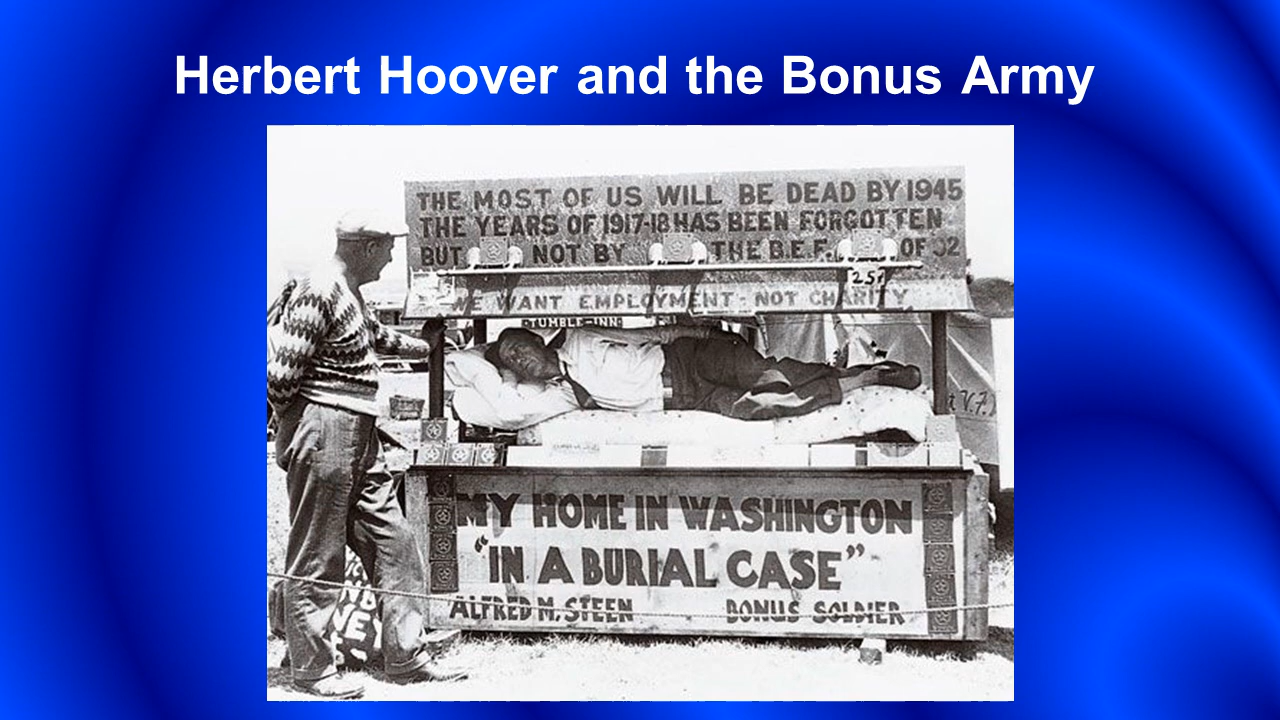 Herbert Hoover and the Bonus Army
THE MOST OF US WILL BE DEAD BY 1945
THE YEARS OF 1917-18 HAS BEEN FORGOTTEN
BUT NOT BY THE B.E.F. OF 32
WE WANT EMPLOYMENT - NOT CHARITY
TUMBLE-INN
MY HOME IN WASHINGTON
"IN A BURIAL CASE"
ALFRED M. STEEN BONUS SOLDIER